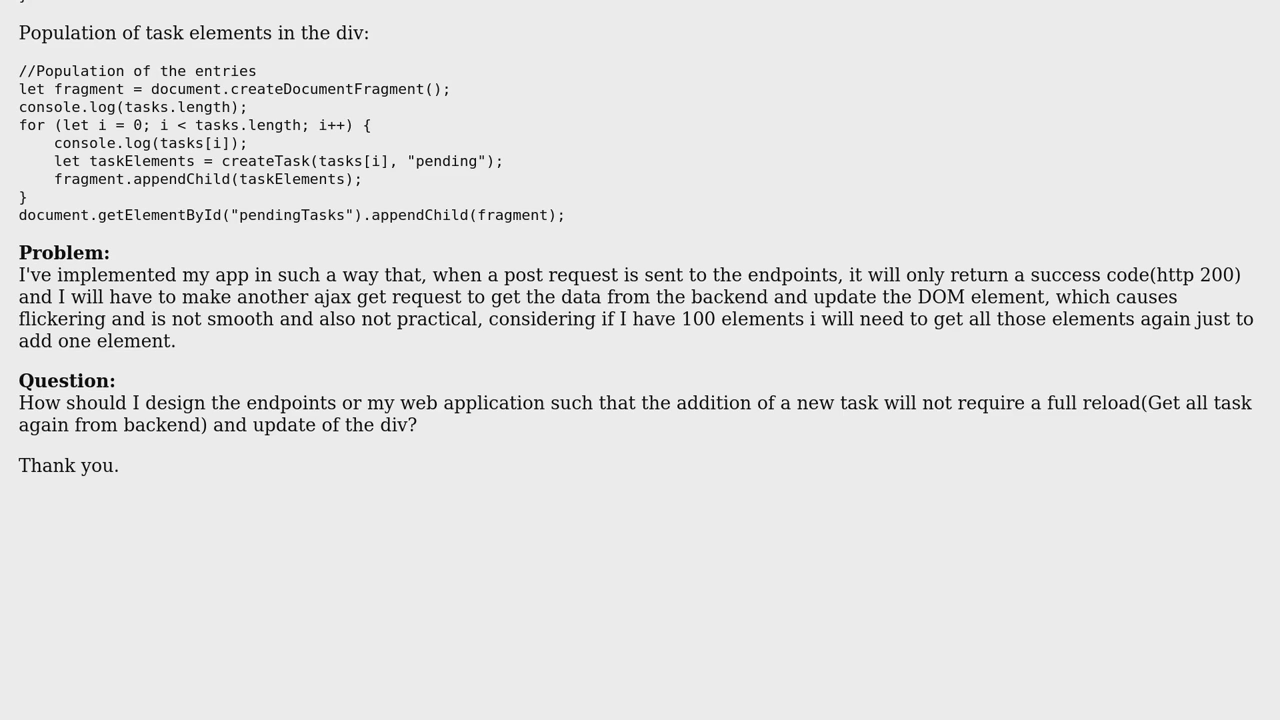 Population of task elements in the div:
//Population of the entries
let fragment = document.createDocumentFragment();
console.log(tasks.length);
for (let i = 0; i < tasks.length; i++) {
    console.log(tasks[i]);
    let taskElements = createTask(tasks[i], "pending");
    fragment.appendChild(taskElements);
}
document.getElementById("pendingTasks").appendChild(fragment);
Problem:
I've implemented my app in such a way that, when a post request is sent to the endpoints, it will only return a success code(http 200)
and I will have to make another ajax get request to get the data from the backend and update the DOM element, which causes
flickering and is not smooth and also not practical, considering if I have 100 elements i will need to get all those elements again just to
add one element.
Question:
How should I design the endpoints or my web application such that the addition of a new task will not require a full reload(Get all task
again from backend) and update of the div?
Thank you.